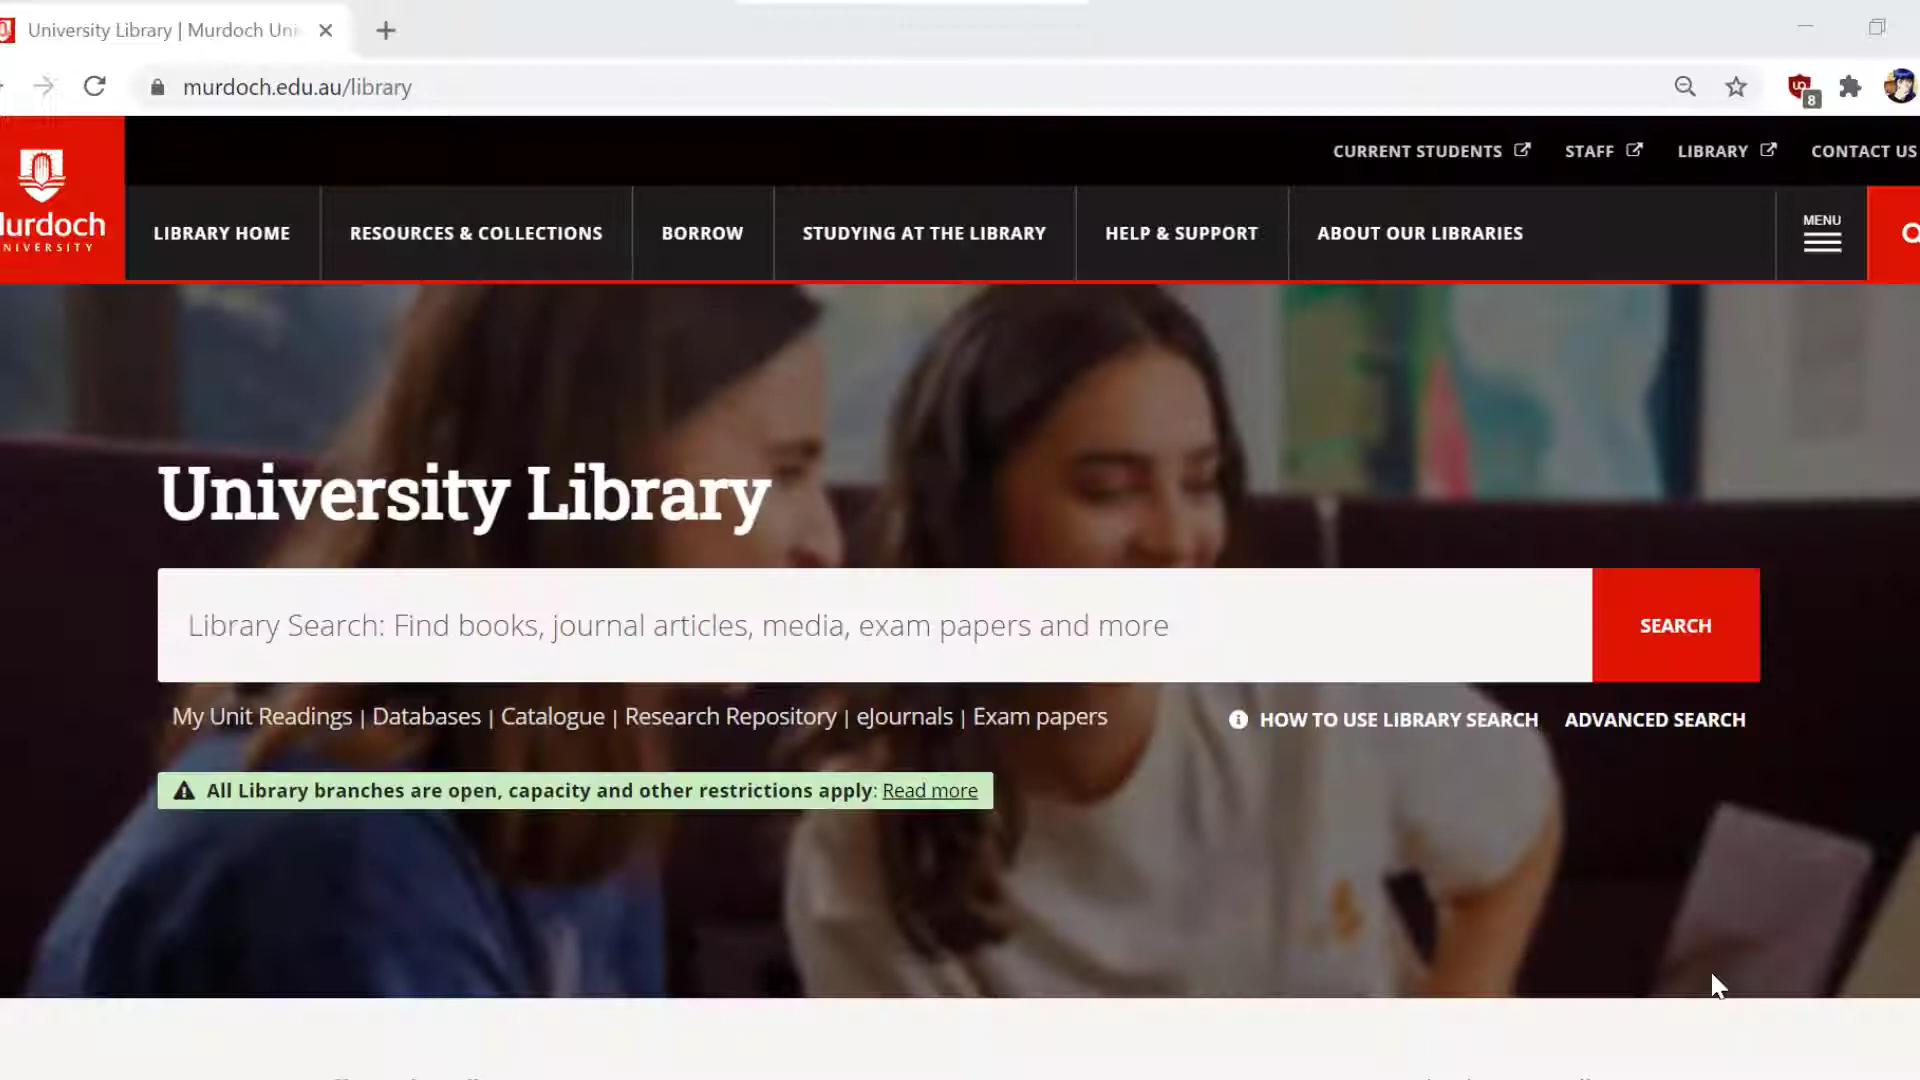 University Library | Murdoch Uni
murdoch.edu.au/library
8
CURRENT STUDENTS STAFF LIBRARY CONTACT US
urdoch
NIVERSITY
LIBRARY HOME RESOURCES & COLLECTIONS BORROW STUDYING AT THE LIBRARY HELP & SUPPORT ABOUT OUR LIBRARIES MENU
University Library
Library Search: Find books, journal articles, media, exam papers and more SEARCH
My Unit Readings | Databases | Catalogue | Research Repository | eJournals | Exam papers HOW TO USE LIBRARY SEARCH ADVANCED SEARCH
All Library branches are open, capacity and other restrictions apply: Read more